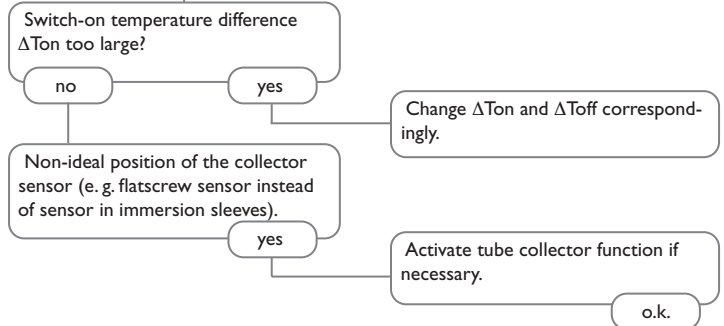 Switch-on temperature difference
ΔTon too large?
no
yes
Change ΔTon and ΔToff correspond-
ingly.
Non-ideal position of the collector
sensor (e. g. flatscrew sensor instead
of sensor in immersion sleeves).
yes
Activate tube collector function if
necessary.
o.k.